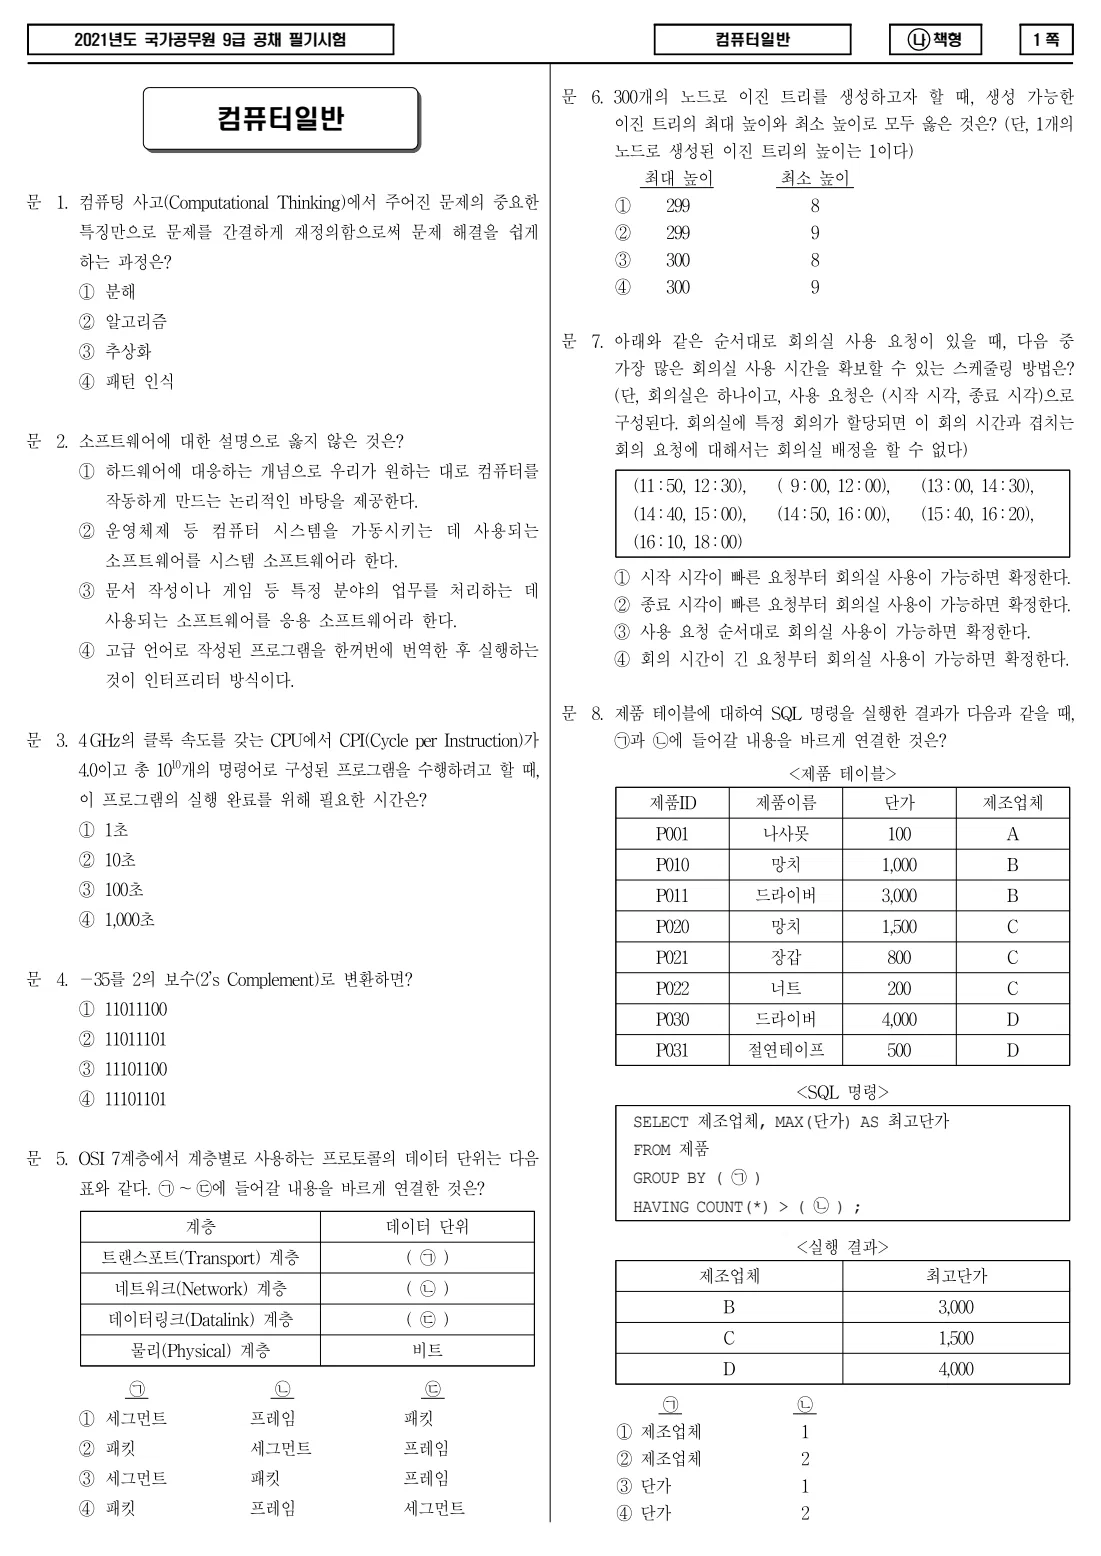 2021년도 국가공무원 9급 공채 필기시험
컴퓨터일반
㉯책형
1 쪽
컴퓨터일반
문 1. 컴퓨팅 사고(Computational Thinking)에서 주어진 문제의 중요한
특징만으로 문제를 간결하게 재정의함으로써 문제 해결을 쉽게
하는 과정은?
① 분해
② 알고리즘
③ 추상화
④ 패턴 인식
문 2. 소프트웨어에 대한 설명으로 옳지 않은 것은?
① 하드웨어에 대응하는 개념으로 우리가 원하는 대로 컴퓨터를
작동하게 만드는 논리적인 바탕을 제공한다.
② 운영체제 등 컴퓨터 시스템을 가동시키는 데 사용되는
소프트웨어를 시스템 소프트웨어라 한다.
③ 문서 작성이나 게임 등 특정 분야의 업무를 처리하는 데
사용되는 소프트웨어를 응용 소프트웨어라 한다.
④ 고급 언어로 작성된 프로그램을 한꺼번에 번역한 후 실행하는
것이 인터프리터 방식이다.
문 3. 4 GHz의 클록 속도를 갖는 CPU에서 CPI(Cycle per Instruction)가
4.0이고 총 10¹⁰개의 명령어로 구성된 프로그램을 수행하려고 할 때,
이 프로그램의 실행 완료를 위해 필요한 시간은?
① 1초
② 10초
③ 100초
④ 1,000초
문 4. －35를 2의 보수(2’s Complement)로 변환하면?
① 11011100
② 11011101
③ 11101100
④ 11101101
문 5. OSI 7계층에서 계층별로 사용하는 프로토콜의 데이터 단위는 다음
표와 같다. ㉠ ~ ㉢에 들어갈 내용을 바르게 연결한 것은?
계층 데이터 단위
트랜스포트(Transport) 계층 ( ㉠ )
네트워크(Network) 계층 ( ㉡ )
데이터링크(Datalink) 계층 ( ㉢ )
물리(Physical) 계층 비트
㉠ ㉡ ㉢
① 세그먼트 프레임 패킷
② 패킷 세그먼트 프레임
③ 세그먼트 패킷 프레임
④ 패킷 프레임 세그먼트
문 6. 300개의 노드로 이진 트리를 생성하고자 할 때, 생성 가능한
이진 트리의 최대 높이와 최소 높이로 모두 옳은 것은? (단, 1개의
노드로 생성된 이진 트리의 높이는 1이다)
최대 높이 최소 높이
① 299 8
② 299 9
③ 300 8
④ 300 9
문 7. 아래와 같은 순서대로 회의실 사용 요청이 있을 때, 다음 중
가장 많은 회의실 사용 시간을 확보할 수 있는 스케줄링 방법은?
(단, 회의실은 하나이고, 사용 요청은 (시작 시각, 종료 시각)으로
구성된다. 회의실에 특정 회의가 할당되면 이 회의 시간과 겹치는
회의 요청에 대해서는 회의실 배정을 할 수 없다)
(11 : 50, 12 : 30), ( 9 : 00, 12 : 00), (13 : 00, 14 : 30),
(14 : 40, 15 : 00), (14 : 50, 16 : 00), (15 : 40, 16 : 20),
(16 : 10, 18 : 00)
① 시작 시각이 빠른 요청부터 회의실 사용이 가능하면 확정한다.
② 종료 시각이 빠른 요청부터 회의실 사용이 가능하면 확정한다.
③ 사용 요청 순서대로 회의실 사용이 가능하면 확정한다.
④ 회의 시간이 긴 요청부터 회의실 사용이 가능하면 확정한다.
문 8. 제품 테이블에 대하여 SQL 명령을 실행한 결과가 다음과 같을 때,
㉠과 ㉡에 들어갈 내용을 바르게 연결한 것은?
<제품 테이블>
제품ID 제품이름 단가 제조업체
P001 나사못 100 A
P010 망치 1,000 B
P011 드라이버 3,000 B
P020 망치 1,500 C
P021 장갑 800 C
P022 너트 200 C
P030 드라이버 4,000 D
P031 절연테이프 500 D
<SQL 명령>
SELECT 제조업체, MAX(단가) AS 최고단가
FROM 제품
GROUP BY ( ㉠ )
HAVING COUNT(*) > ( ㉡ ) ;
<실행 결과>
제조업체 최고단가
B 3,000
C 1,500
D 4,000
㉠ ㉡
① 제조업체 1
② 제조업체 2
③ 단가 1
④ 단가 2